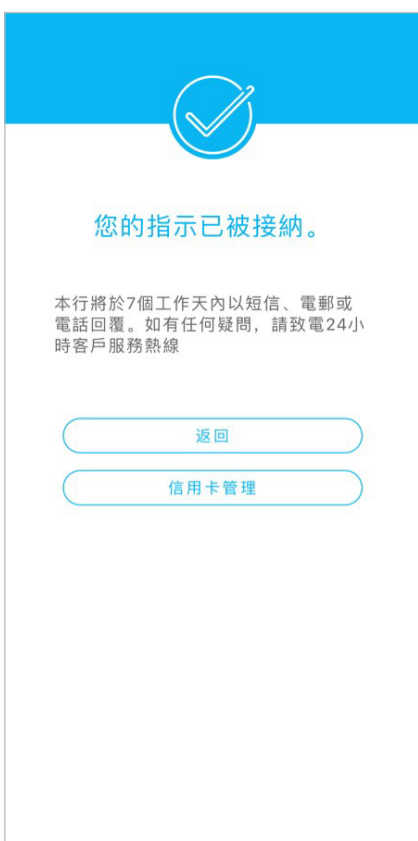 您的指示已被接納。
本行將於7個工作天內以短信、電郵或
電話回覆。如有任何疑問，請致電24小
時客戶服務熱線
返回
信用卡管理